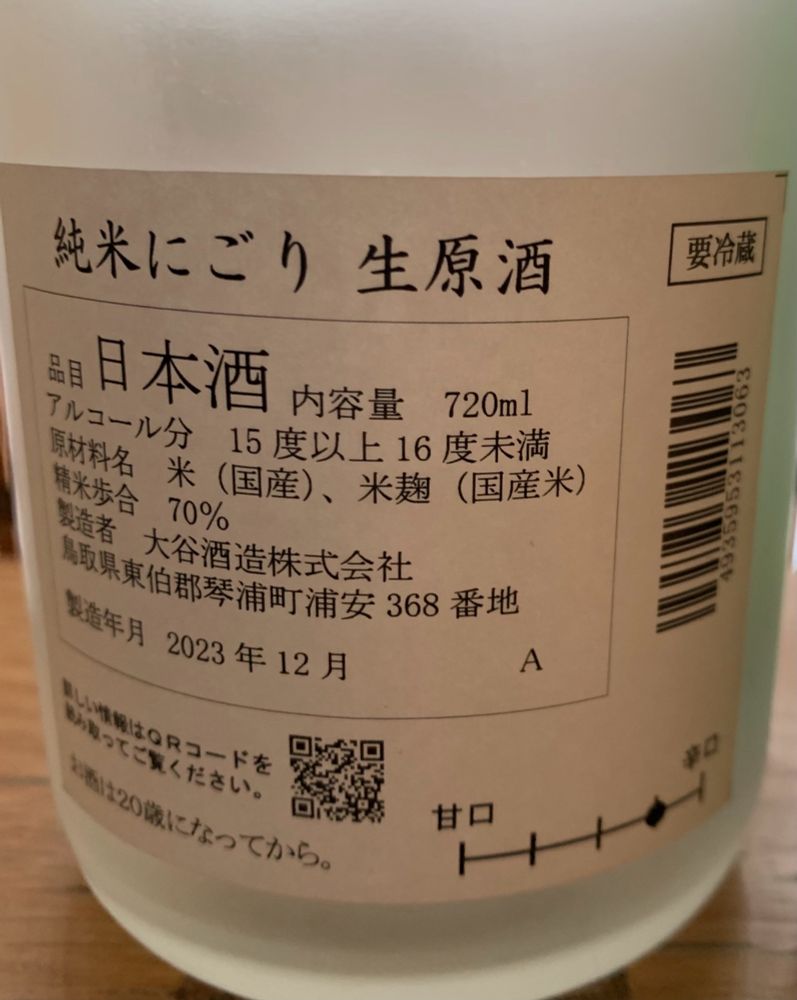 純米にごり 生原酒
要冷蔵
品目 日本酒 内容量 720ml
アルコール分 15度以上16度未満
原材料名 米（国産）、米麹（国産米）
精米歩合 70%
製造者 大谷酒造株式会社
鳥取県東伯郡琴浦町浦安368番地
製造年月 2023年12月 A
4935953113063
詳しい情報はQRコードを
読み取ってご覧ください。
お酒は20歳になってから。
甘口
辛口